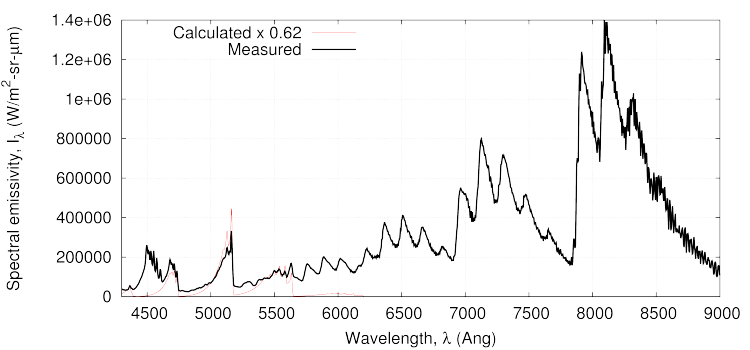 Calculated x 0.62
Measured
1.4e+06
1.2e+06
1e+06
800000
600000
400000
200000
0
Spectral emissivity, Iλ (W/m²-sr-μm)
4500 5000 5500 6000 6500 7000 7500 8000 8500 9000
Wavelength, λ (Ang)